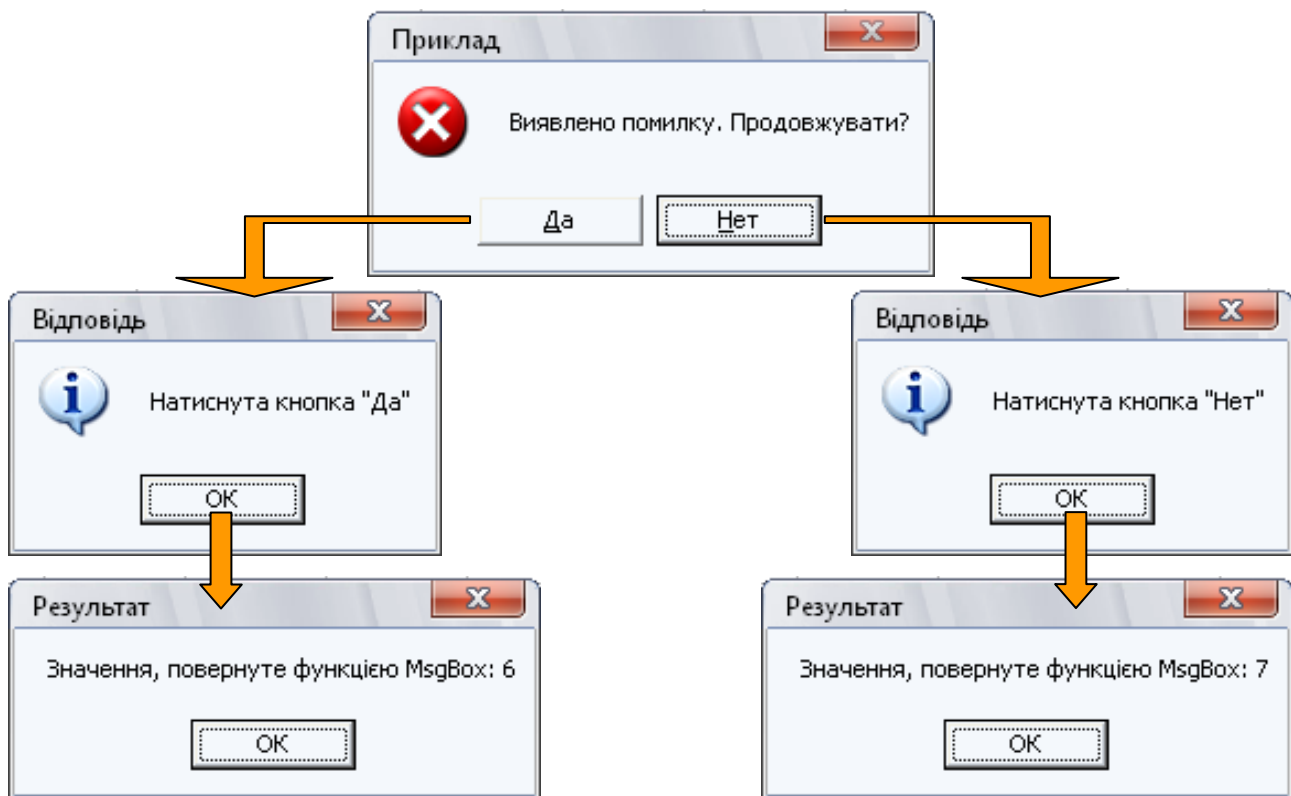 Приклад
Виявлено помилку. Продовжувати?
Да
Нет
Відповідь
Натиснута кнопка "Да"
OK
Відповідь
Натиснута кнопка "Нет"
OK
Результат
Значення, повернуте функцією MsgBox: 6
OK
Результат
Значення, повернуте функцією MsgBox: 7
OK